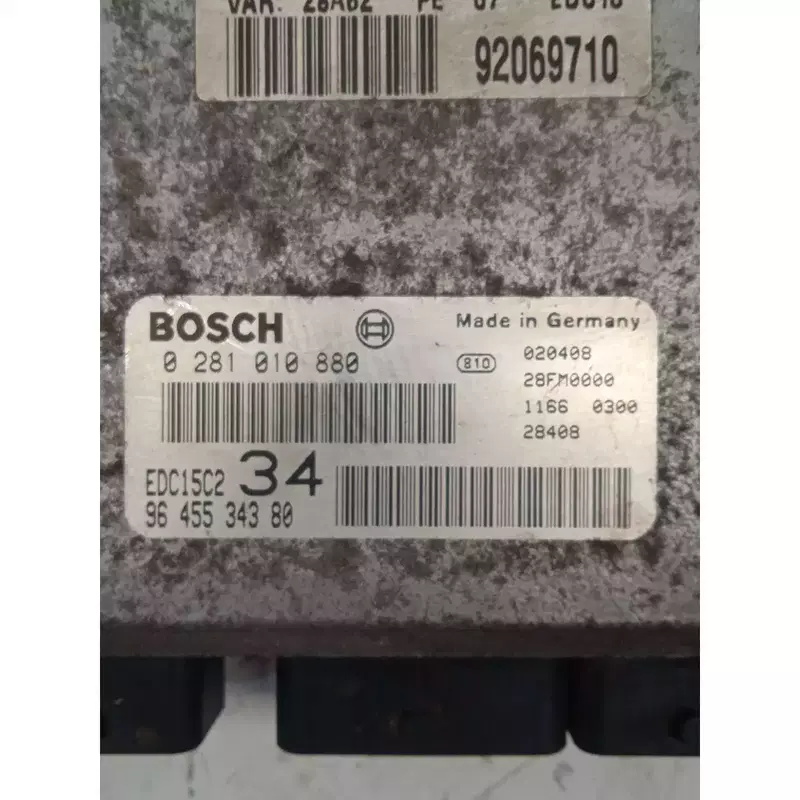 92069710
BOSCH
Made in Germany
0 281 010 880
810
020408
28FM0000
1166 0300
28408
EDC15C2
34
96 455 343 80